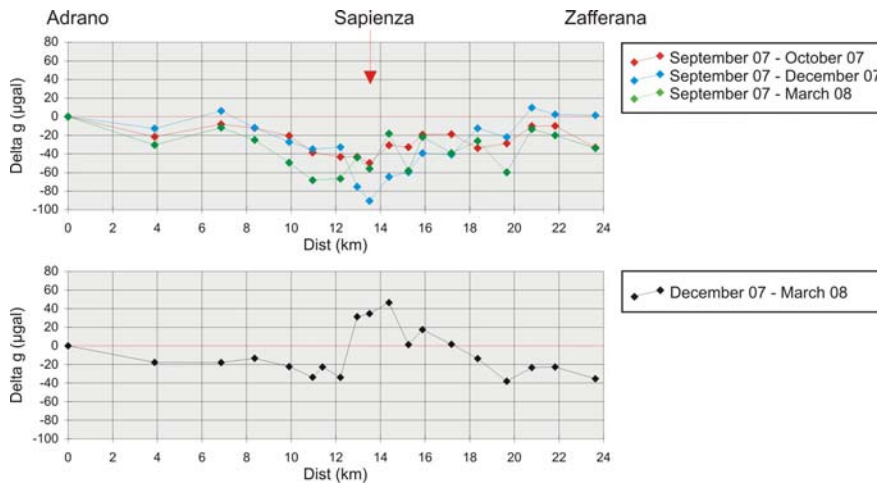 Adrano Sapienza Zafferana
80
60
40
20
0
-20
-40
-60
-80
-100
Delta g (µgal)
0 2 4 6 8 10 12 14 16 18 20 22 24
Dist (km)
September 07 - October 07
September 07 - December 07
September 07 - March 08
80
60
40
20
0
-20
-40
-60
-80
-100
Delta g (µgal)
0 2 4 6 8 10 12 14 16 18 20 22 24
Dist (km)
December 07 - March 08